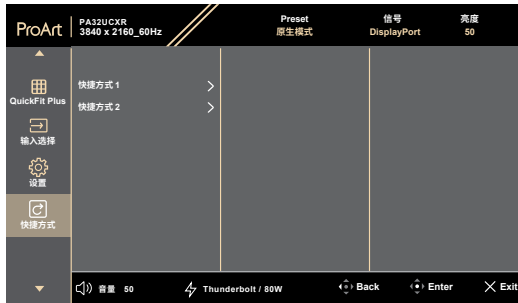 ProArt
PA32UCXR
3840 x 2160_60Hz
Preset
原生模式
信号
DisplayPort
亮度
50
QuickFit Plus
输入选择
设置
快捷方式
快捷方式 1
快捷方式 2
音量 50
Thunderbolt / 80W
Back
Enter
Exit